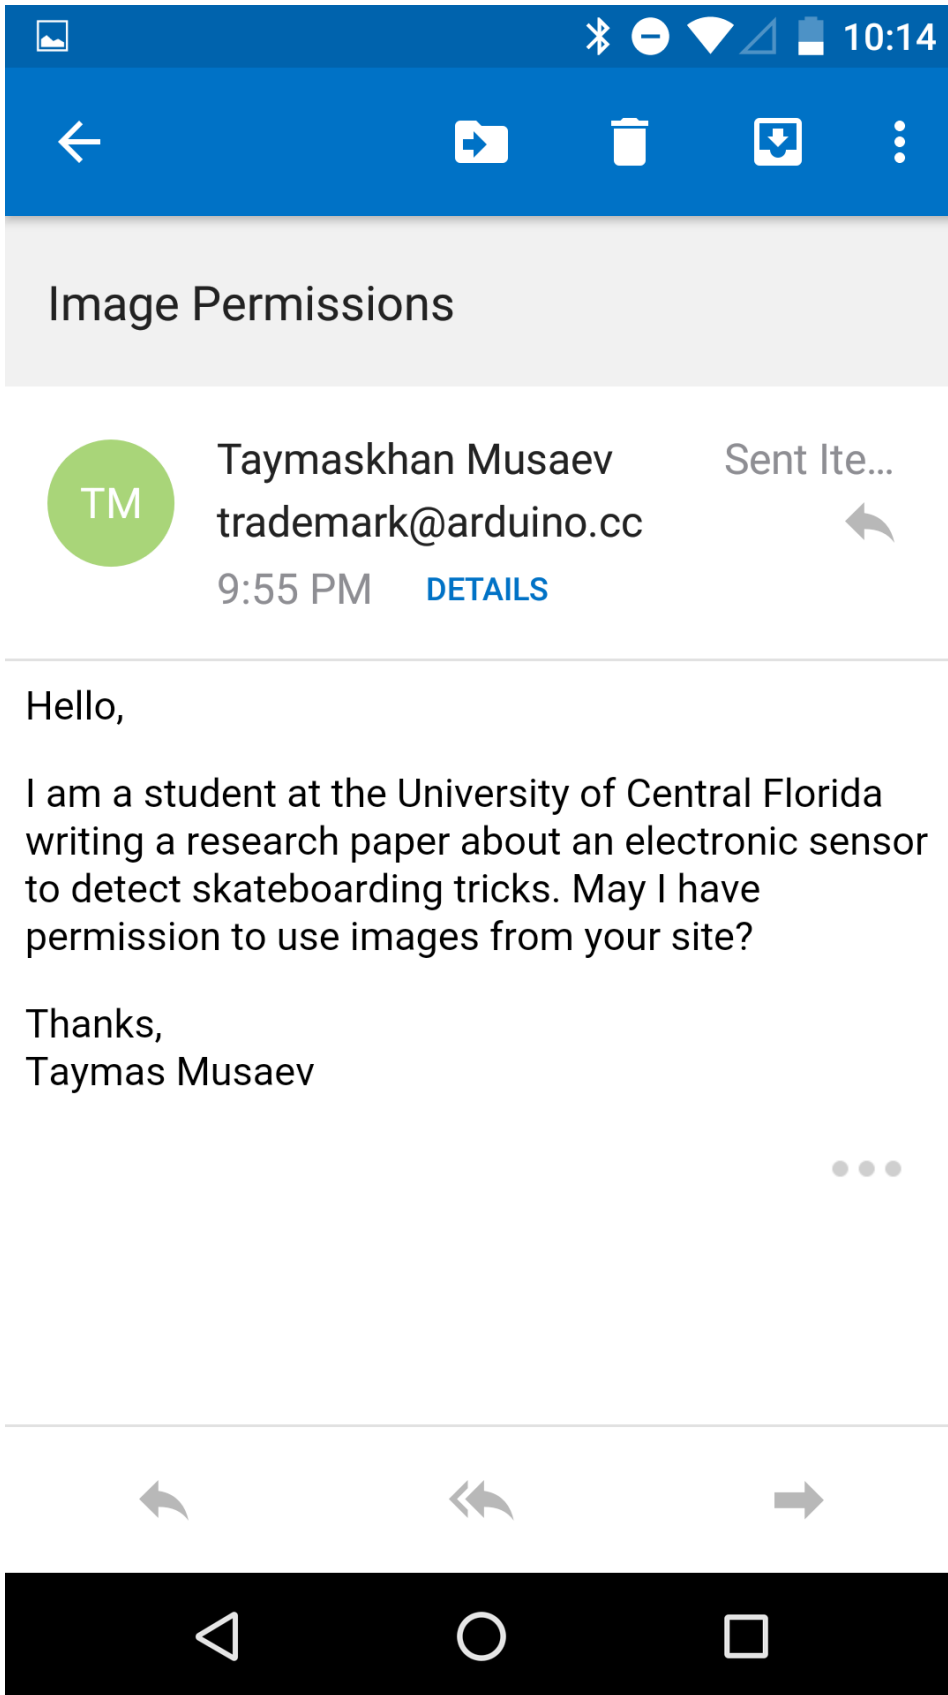 10:14
Image Permissions
TM
Taymaskhan Musaev
Sent Ite...
trademark@arduino.cc
9:55 PM
DETAILS
Hello,
I am a student at the University of Central Florida
writing a research paper about an electronic sensor
to detect skateboarding tricks. May I have
permission to use images from your site?
Thanks,
Taymas Musaev